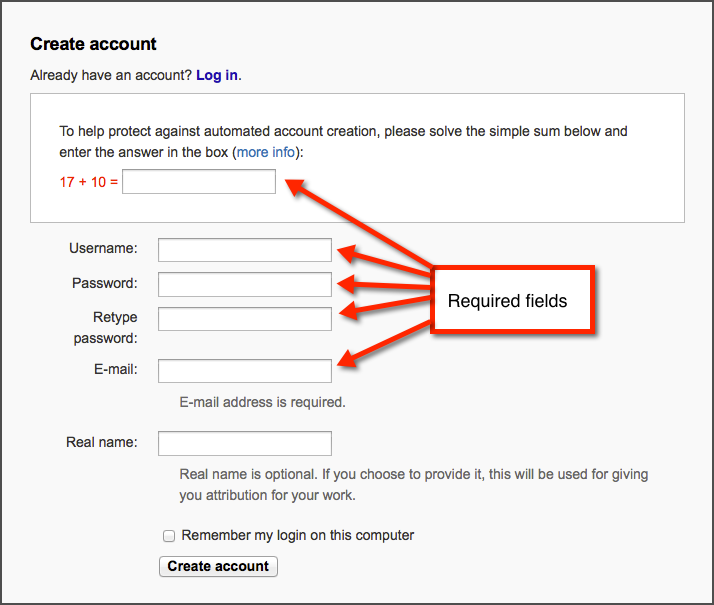 Create account
Already have an account? Log in.
To help protect against automated account creation, please solve the simple sum below and
enter the answer in the box (more info):
17 + 10 =
Username:
Password:
Retype
password:
E-mail:
E-mail address is required.
Real name:
Real name is optional. If you choose to provide it, this will be used for giving
you attribution for your work.
Remember my login on this computer
Create account
Required fields